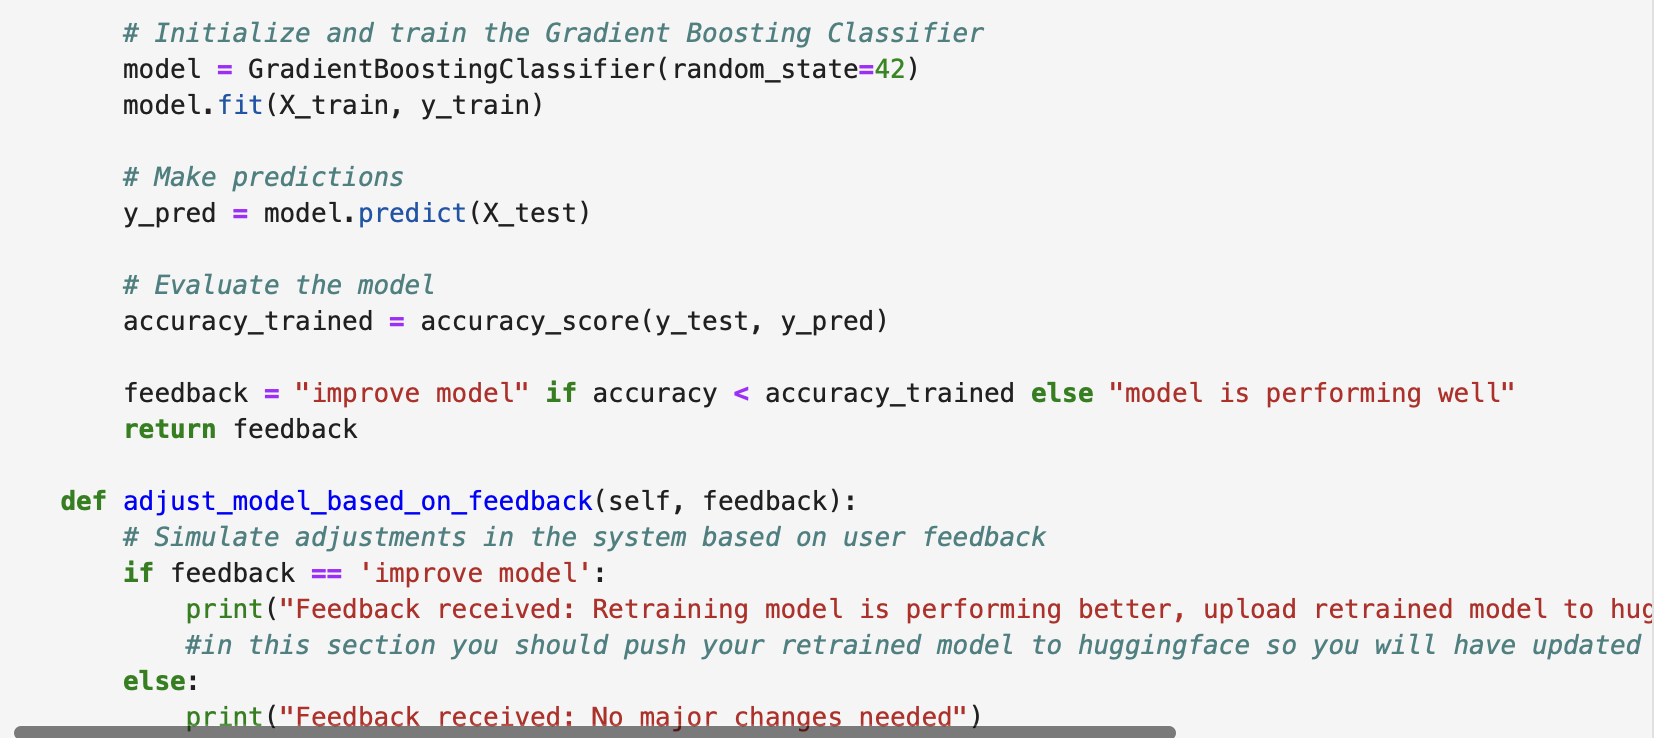 # Initialize and train the Gradient Boosting Classifier
model = GradientBoostingClassifier(random_state=42)
model.fit(X_train, y_train)
# Make predictions
y_pred = model.predict(X_test)
# Evaluate the model
accuracy_trained = accuracy_score(y_test, y_pred)
feedback = "improve model" if accuracy < accuracy_trained else "model is performing well"
return feedback
def adjust_model_based_on_feedback(self, feedback):
# Simulate adjustments in the system based on user feedback
if feedback == 'improve model':
print("Feedback received: Retraining model is performing better, upload retrained model to
#in this section you should push your retrained model to huggingface so you will have updated
else:
print("Feedback received: No major changes needed")